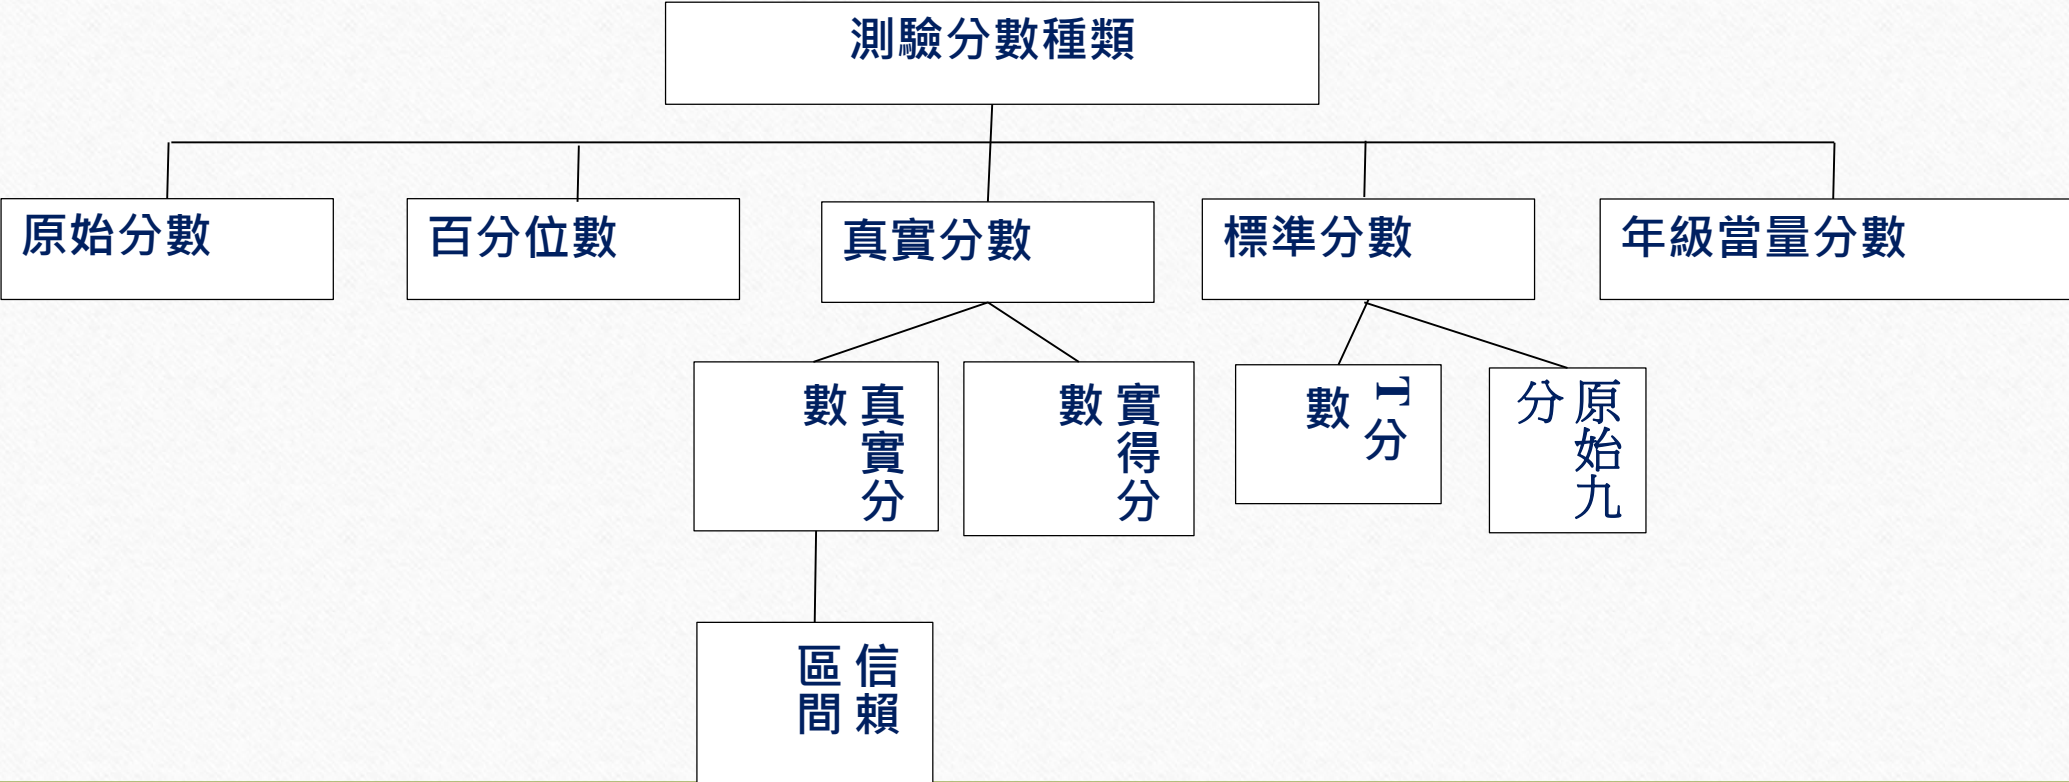 測驗分數種類
原始分數
百分位數
真實分數
標準分數
年級當量分數
真實分
數
實得分
數
T分
數
原始九
分
信賴
區間